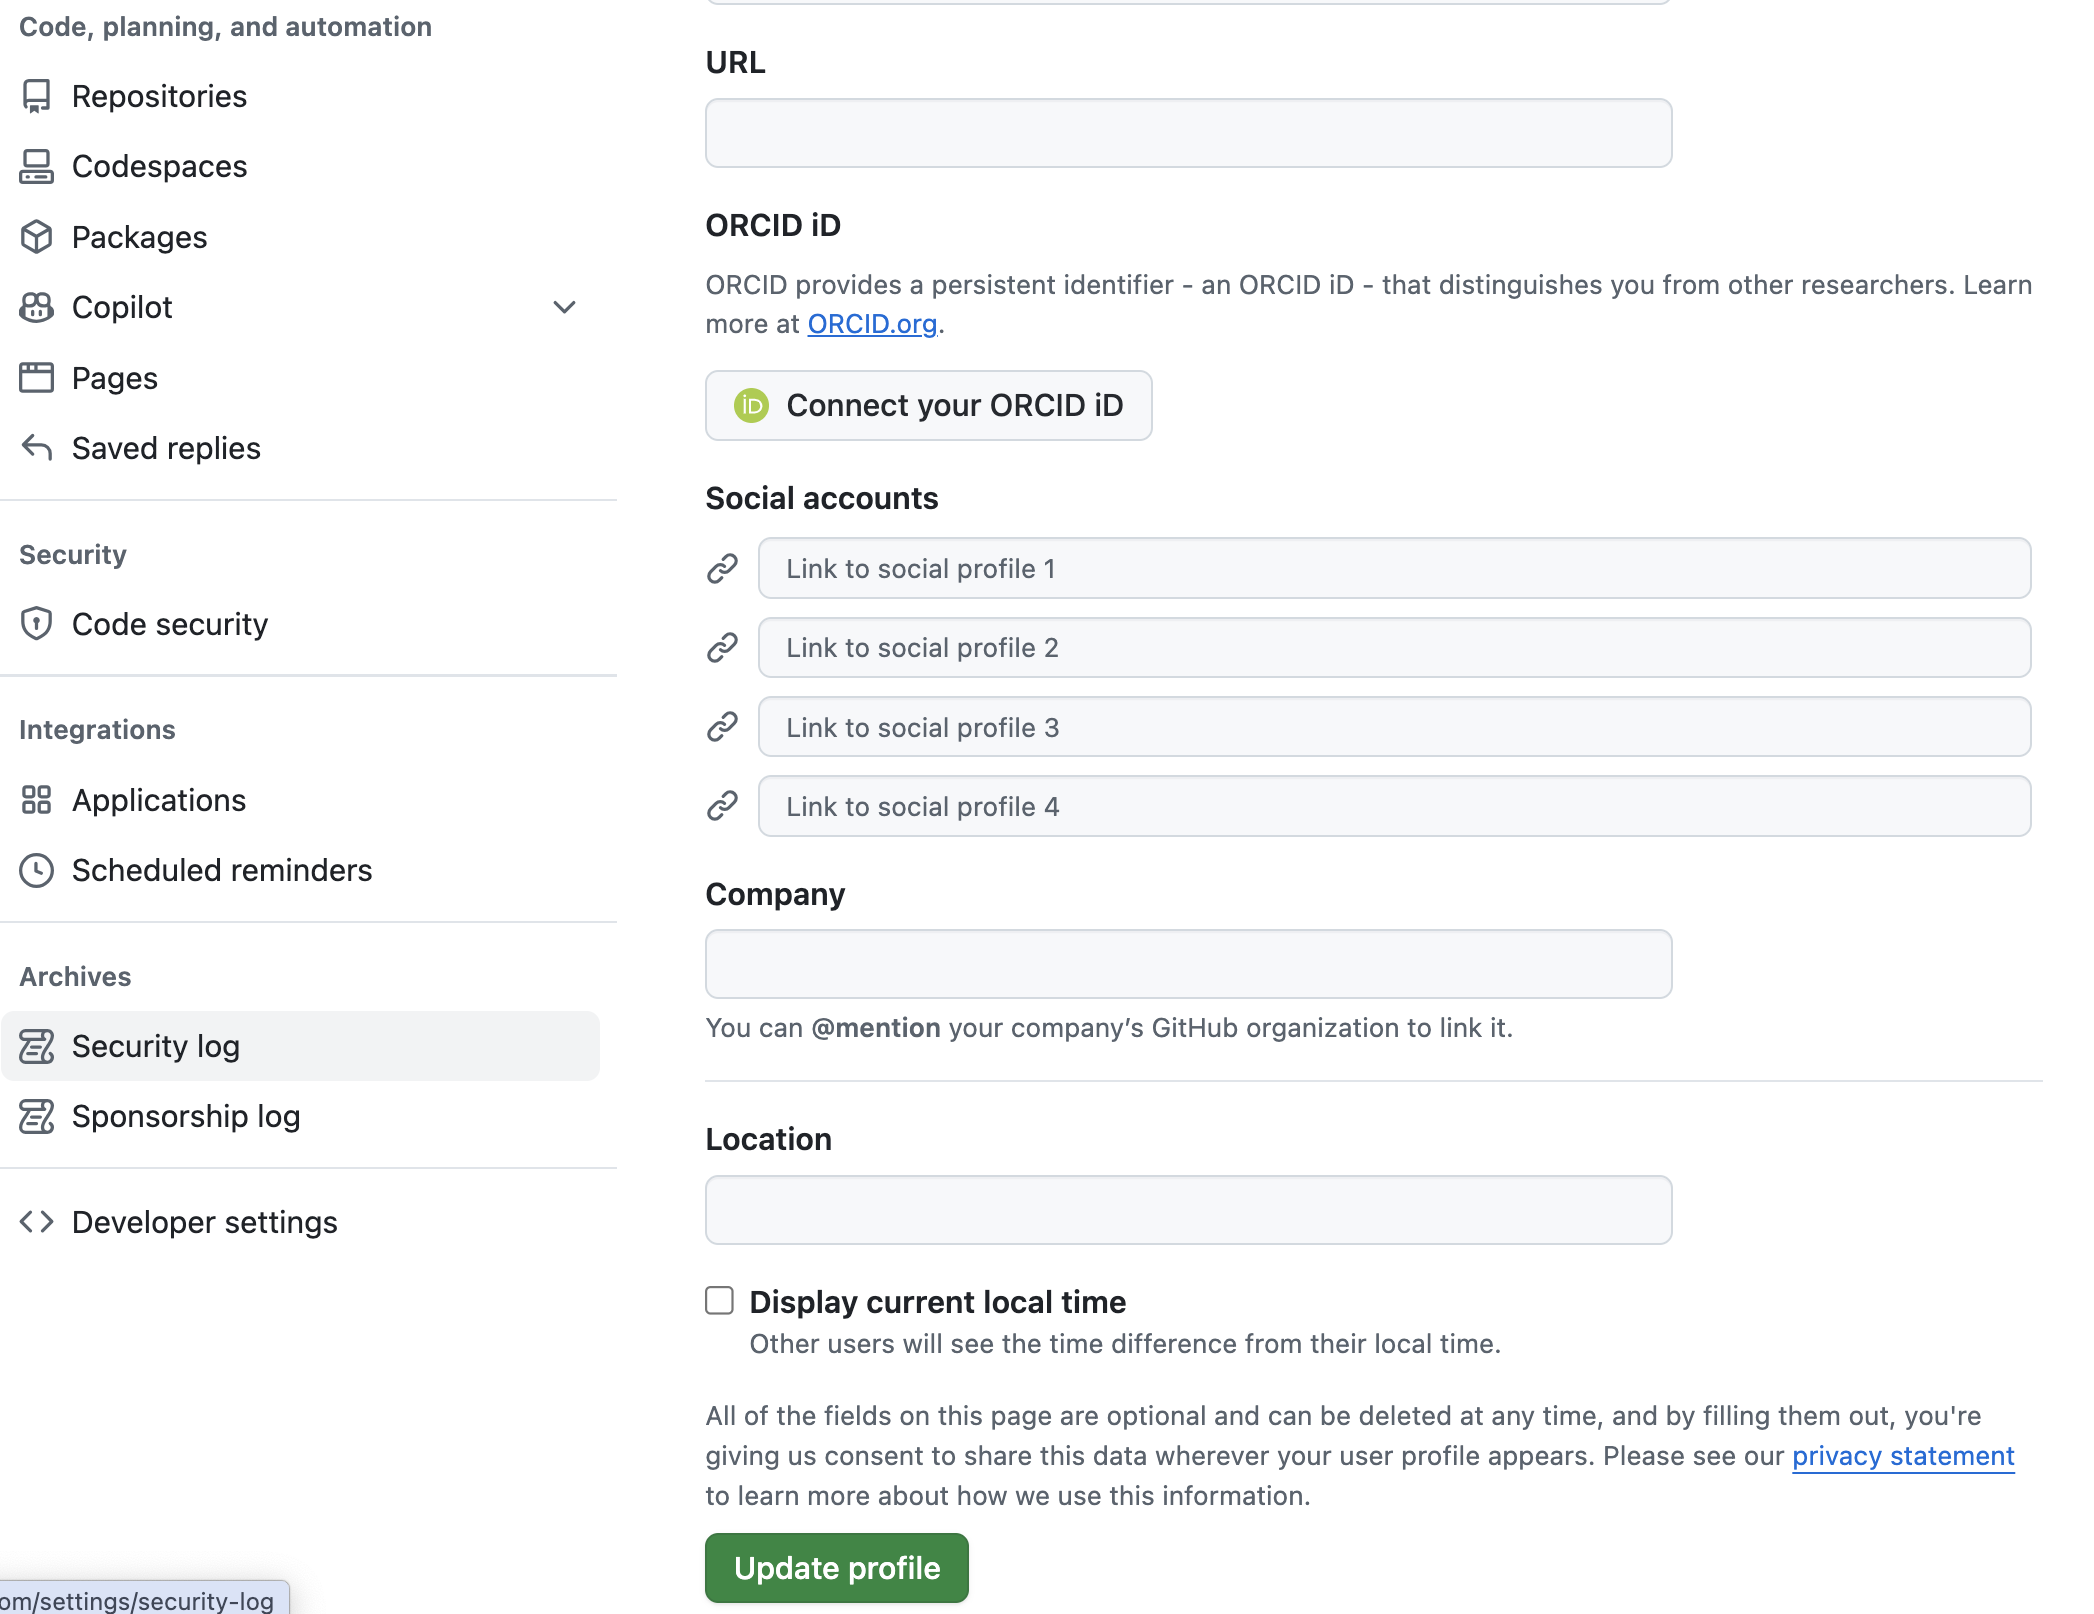 Code, planning, and automation
Repositories
Codespaces
Packages
Copilot
Pages
Saved replies
Security
Code security
Integrations
Applications
Scheduled reminders
Archives
Security log
Sponsorship log
Developer settings
om/settings/security-log
URL
ORCID iD
ORCID provides a persistent identifier - an ORCID iD - that distinguishes you from other researchers. Learn
more at ORCID.org.
iD Connect your ORCID iD
Social accounts
Link to social profile 1
Link to social profile 2
Link to social profile 3
Link to social profile 4
Company
You can @mention your company’s GitHub organization to link it.
Location
Display current local time
Other users will see the time difference from their local time.
All of the fields on this page are optional and can be deleted at any time, and by filling them out, you're
giving us consent to share this data wherever your user profile appears. Please see our privacy statement
to learn more about how we use this information.
Update profile